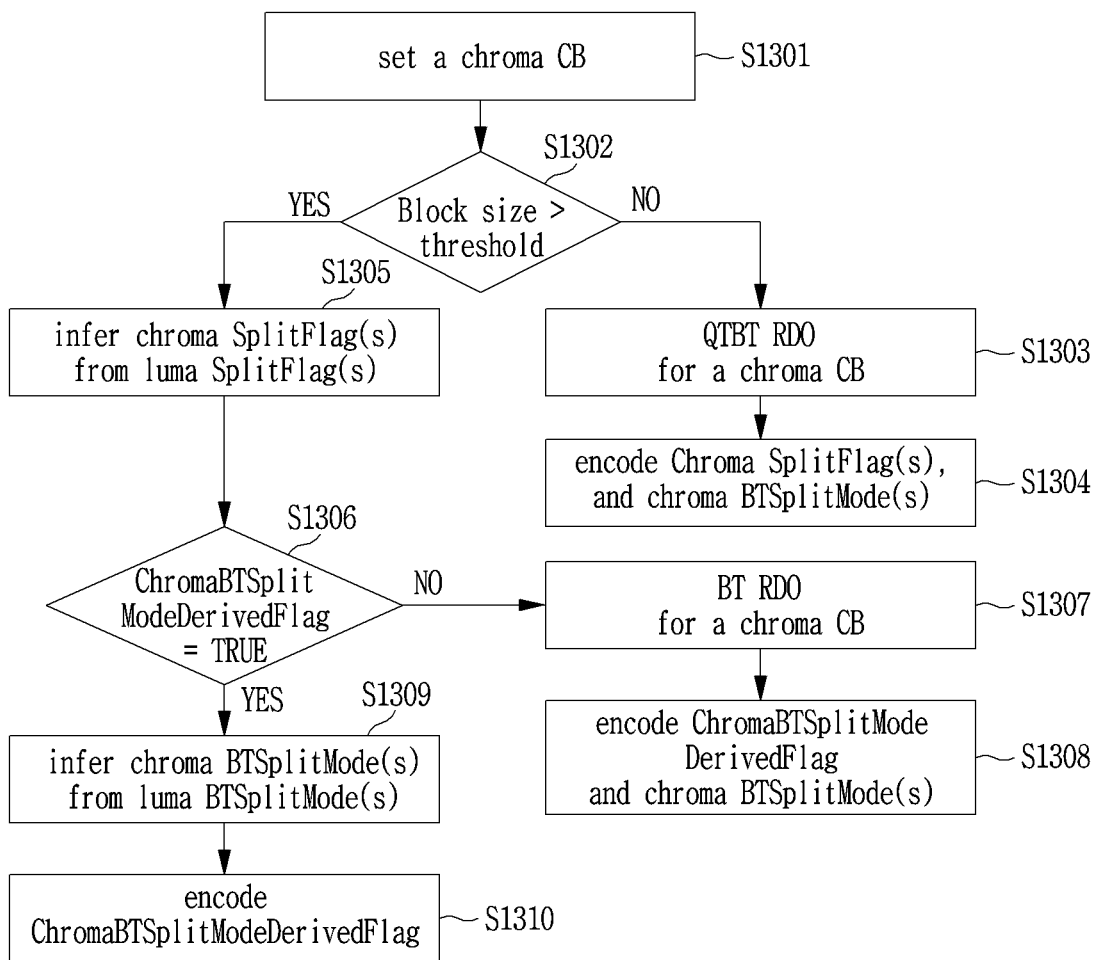 set a chroma CB
S1301
S1302
YES
Block size >
threshold
NO
S1305
infer chroma SplitFlag(s)
from luma SplitFlag(s)
QTBT RDO
for a chroma CB
S1303
encode Chroma SplitFlag(s),
and chroma BTSplitMode(s)
S1304
S1306
ChromaBTSplit
ModeDerivedFlag
= TRUE
NO
BT RDO
for a chroma CB
S1307
YES
S1309
infer chroma BTSplitMode(s)
from luma BTSplitMode(s)
encode ChromaBTSplitMode
DerivedFlag
and chroma BTSplitMode(s)
S1308
encode
ChromaBTSplitModeDerivedFlag
S1310